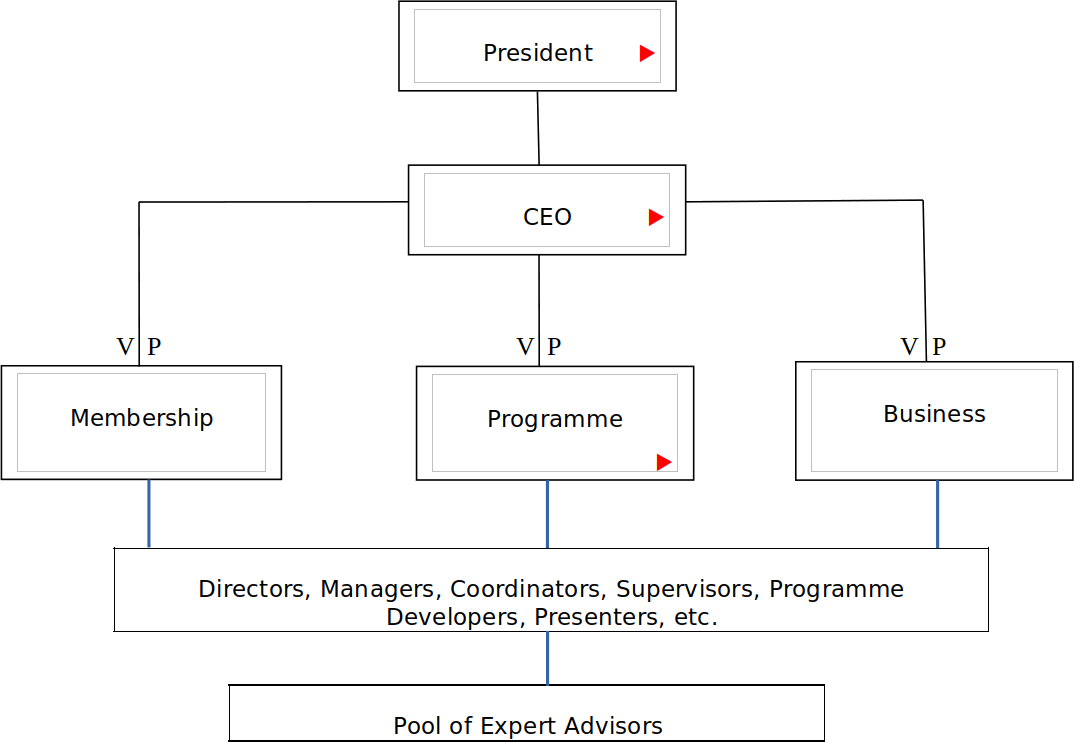 President
CEO
V P
V P
V P
Membership
Programme
Business
Directors, Managers, Coordinators, Supervisors, Programme
Developers, Presenters, etc.
Pool of Expert Advisors